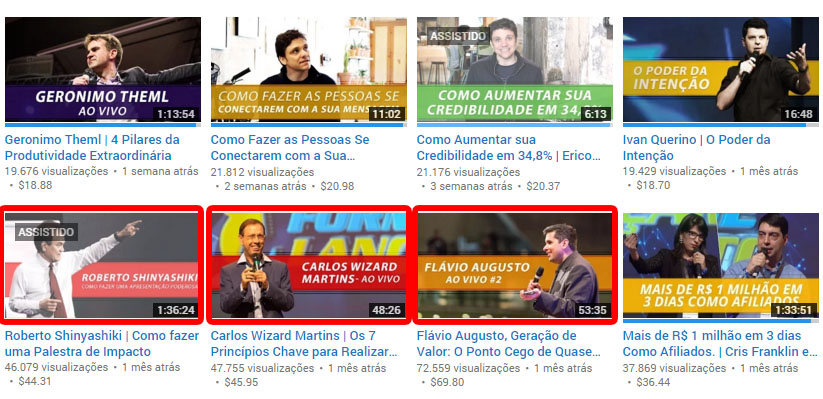 GERONIMO THEML
AO VIVO
1:13:54
COMO FAZER AS PESSOAS SE
CONECTAREM COM A SUA MENS
11:02
ASSISTIDO
COMO AUMENTAR SUA
CREDIBILIDADE EM 34,8%
6:13
O PODER DA
INTENÇÃO
16:48
Geronimo Theml | 4 Pilares da
Produtividade Extraordinária
19.676 visualizações • 1 semana atrás
• $18.88
Como Fazer as Pessoas Se
Conectarem com a Sua…
21.812 visualizações
• 2 semanas atrás • $20.98
Como Aumentar sua
Credibilidade em 34,8% | Erico…
21.176 visualizações
• 3 semanas atrás • $20.37
Ivan Querino | O Poder da
Intenção
19.429 visualizações • 1 mês atrás
• $18.70
ASSISTIDO
ROBERTO SHINYASHIKI
COMO FAZER UMA APRESENTAÇÃO PODEROSA
1:36:24
CARLOS WIZARD
MARTINS- AO VIVO
48:26
FLÁVIO AUGUSTO
AO VIVO #2
53:35
MAIS DE R$ 1 MILHÃO EM
3 DIAS COMO AFILIADOS.
1:33:51
Roberto Shinyashiki | Como fazer
uma Palestra de Impacto
46.079 visualizações • 1 mês atrás
• $44.31
Carlos Wizard Martins | Os 7
Princípios Chave para Realizar…
47.755 visualizações • 1 mês atrás
• $45.95
Flávio Augusto, Geração de
Valor: O Ponto Cego de Quase…
72.559 visualizações • 1 mês atrás
• $69.80
Mais de R$ 1 milhão em 3 dias
Como Afiliados. | Cris Franklin e…
37.869 visualizações • 1 mês atrás
• $36.44